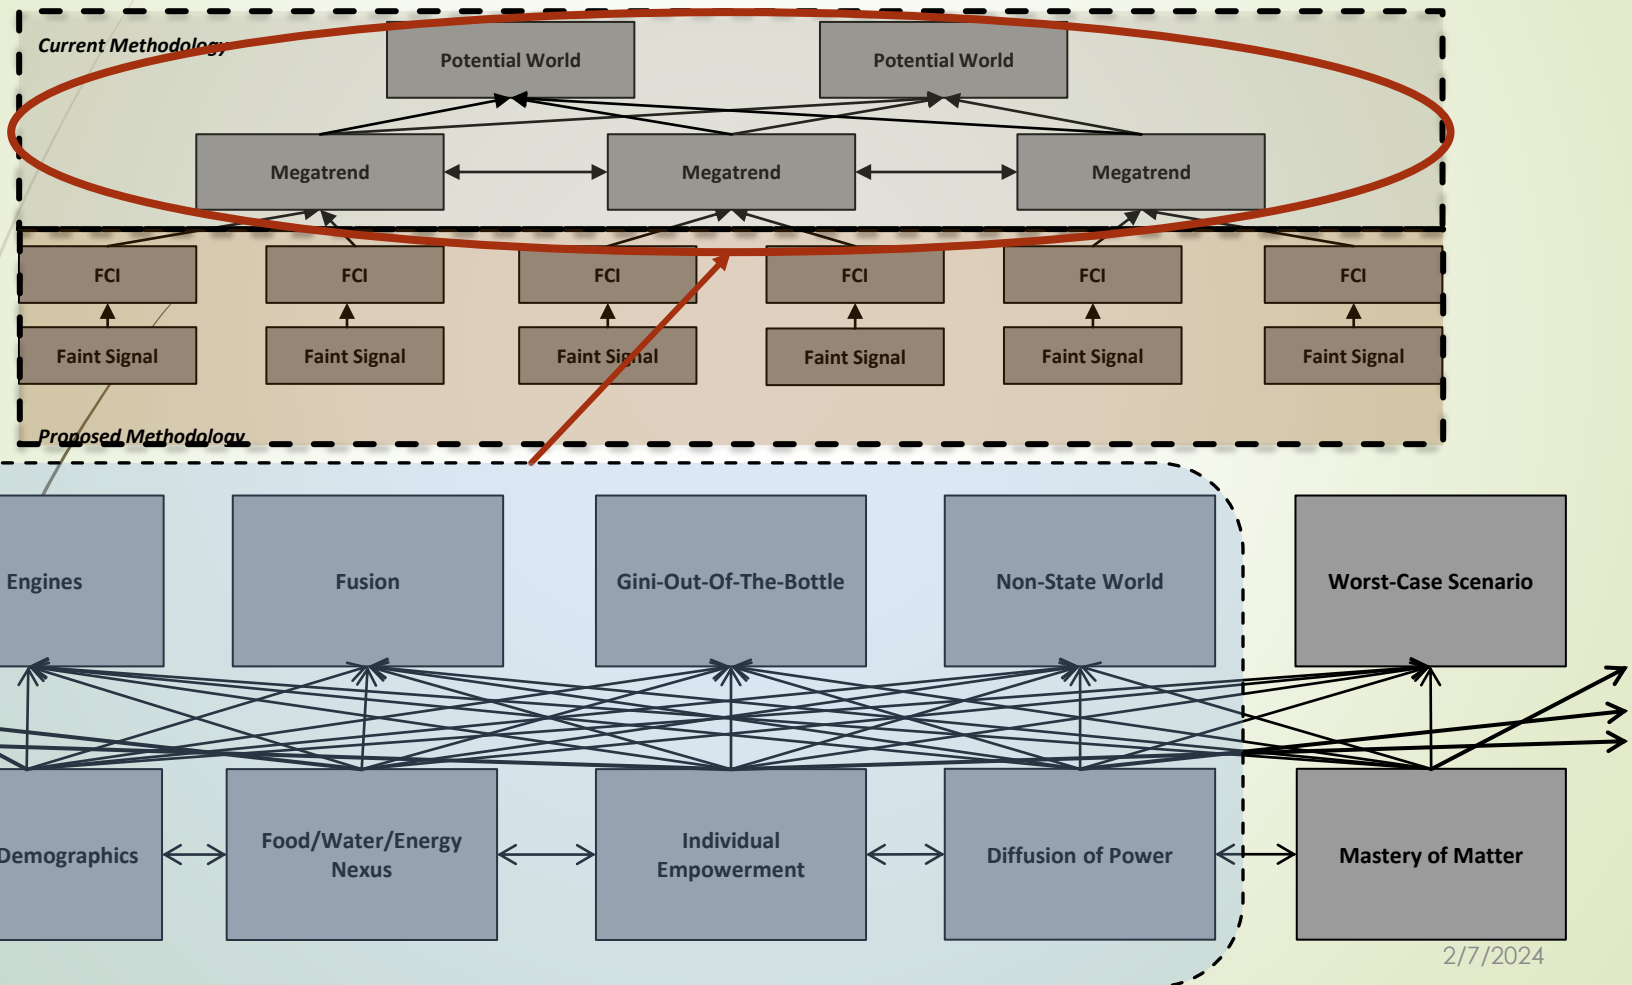 Current Methodology
Potential World
Potential World
Megatrend
Megatrend
Megatrend
FCI
FCI
FCI
FCI
FCI
FCI
Faint Signal
Faint Signal
Faint Signal
Faint Signal
Faint Signal
Faint Signal
Proposed Methodology
Engines
Fusion
Gini-Out-Of-The-Bottle
Non-State World
Worst-Case Scenario
Demographics
Food/Water/Energy
Nexus
Individual
Empowerment
Diffusion of Power
Mastery of Matter
2/7/2024